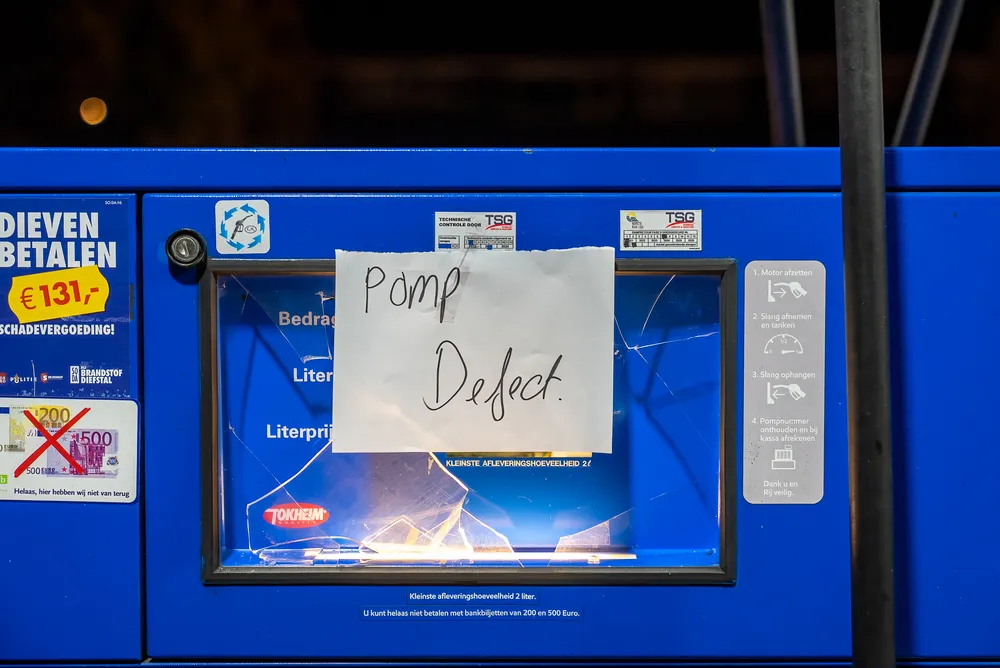 DIEVEN
BETALEN
€ 131,-
SCHADEVERGOEDING!
POLITIE
BRANDSTOF
DIEFSTAL
200
500
500
Helaas, hier hebben wij niet van terug
TECHNISCHE
CONTROLE DOOR
TSG
TSG
Pomp
Defect.
Bedrag
Liter
Literprij
KLEINSTE AFLEVERINGSHOEVEELHEID 2ℓ
TOKHEIM
Kleinste afleveringshoeveelheid 2 liter.
U kunt helaas niet betalen met bankbiljetten van 200 en 500 Euro.
1. Motor afzetten
2. Slang afnemen
en tanken
3. Slang ophangen
4. Pompnummer
onthouden en bij
kassa afrekenen
Dank u en
Rij veilig.